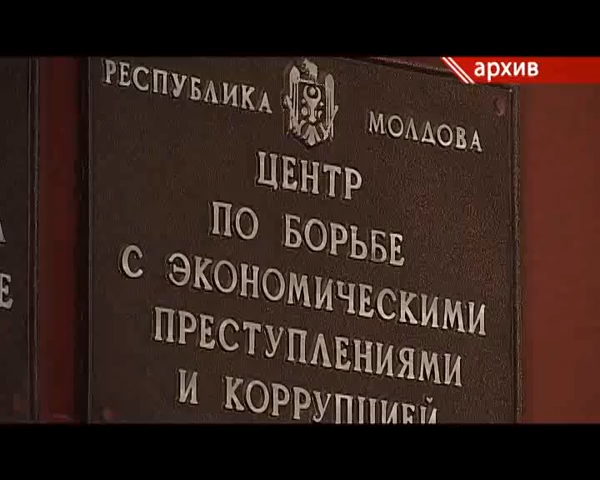 архив
РЕСПУБЛИКА МОЛДОВА
ЦЕНТР
ПО БОРЬБЕ
С ЭКОНОМИЧЕСКИМИ
ПРЕСТУПЛЕНИЯМИ
И КОРРУПЦИЕЙ